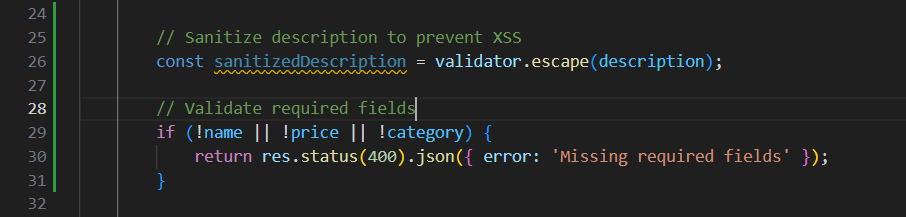 24
25 // Sanitize description to prevent XSS
26 const sanitizedDescription = validator.escape(description);
27
28 // Validate required fields
29 if (!name || !price || !category) {
30 return res.status(400).json({ error: 'Missing required fields' });
31 }
32